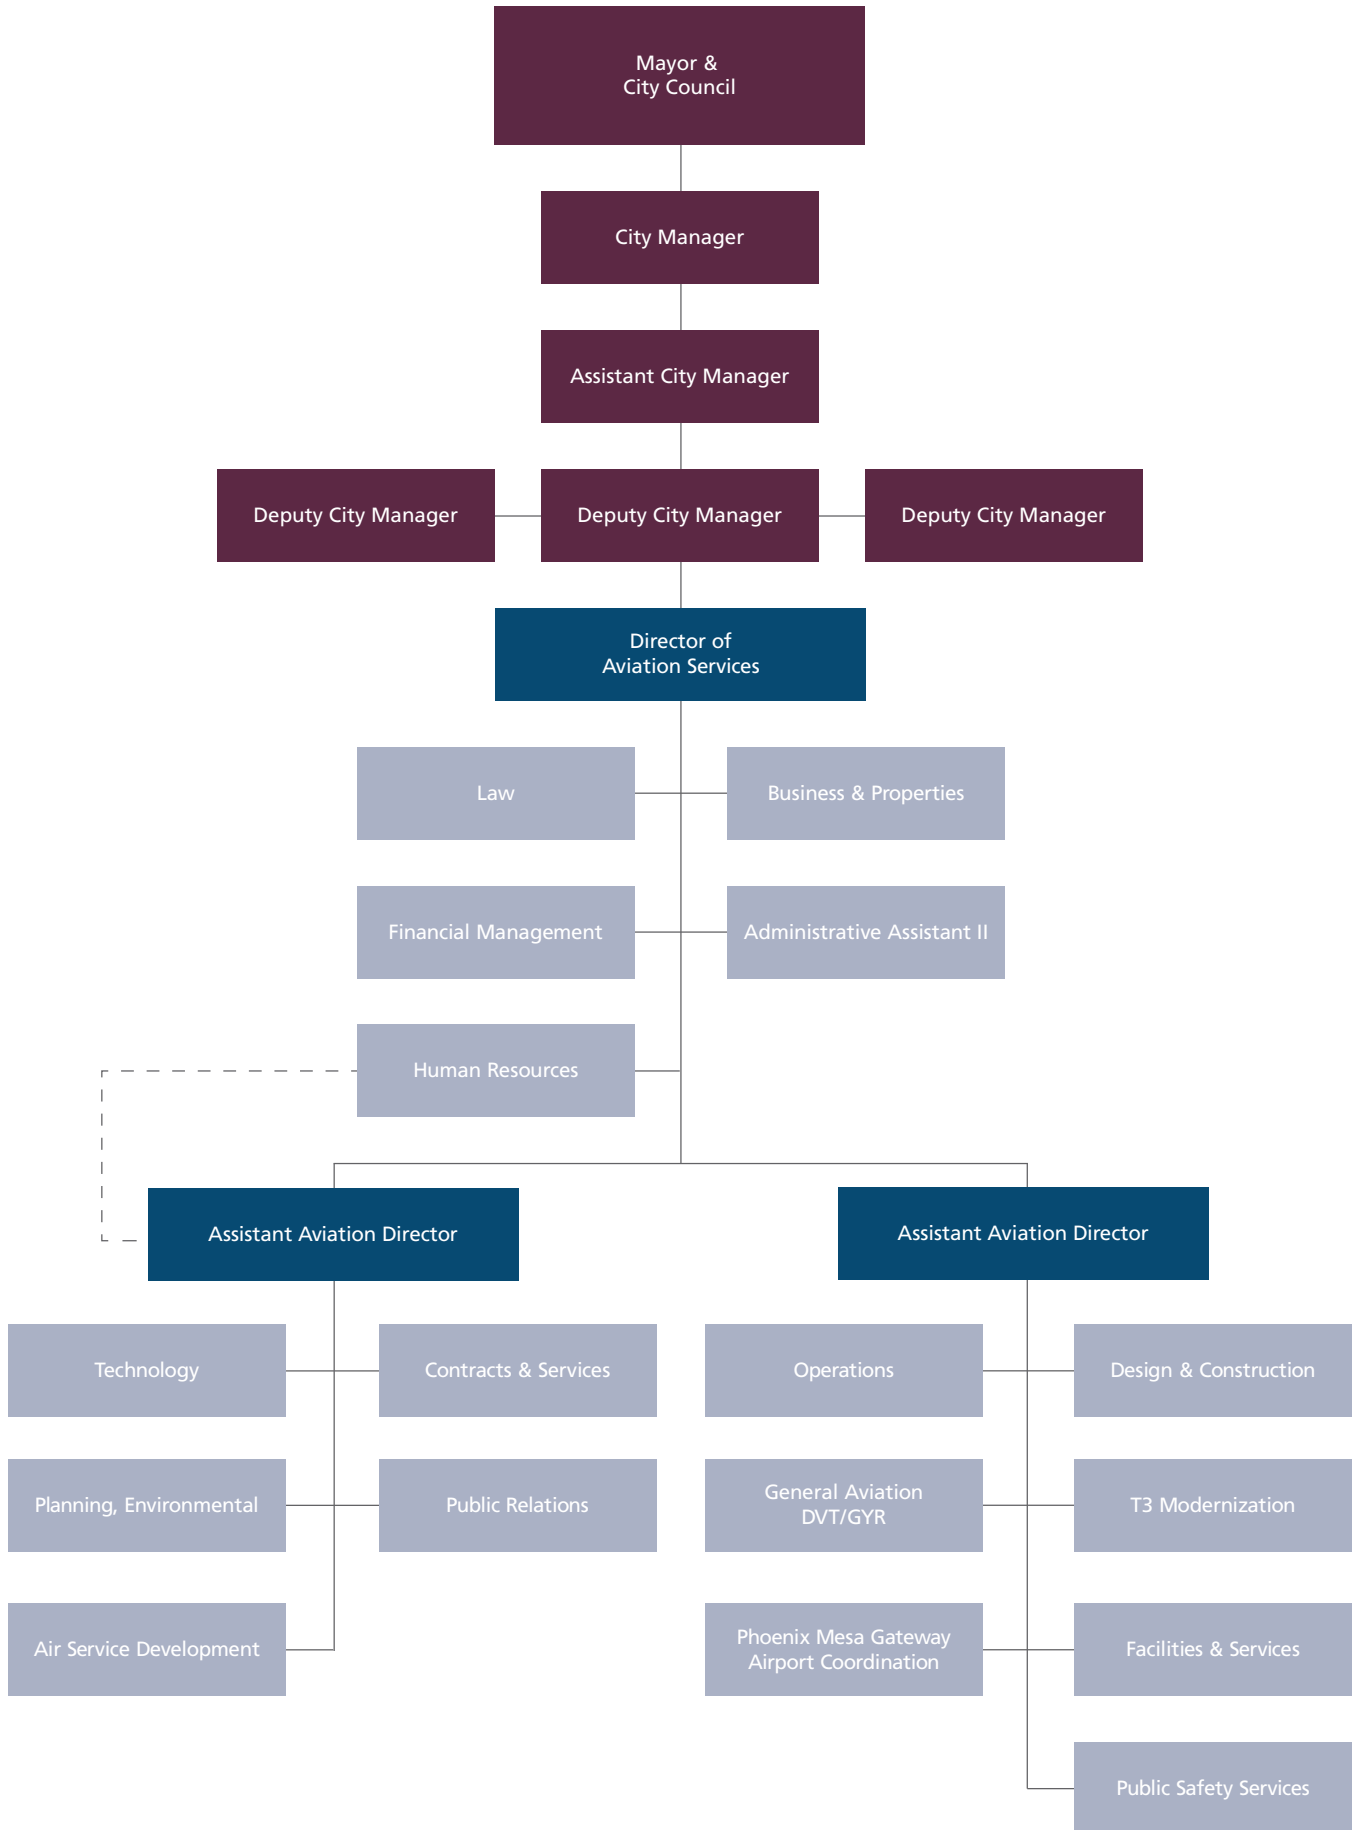 Mayor &
City Council
City Manager
Assistant City Manager
Deputy City Manager
Deputy City Manager
Deputy City Manager
Director of
Aviation Services
Law
Business & Properties
Financial Management
Administrative Assistant II
Human Resources
Assistant Aviation Director
Assistant Aviation Director
Technology
Contracts & Services
Operations
Design & Construction
Planning, Environmental
Public Relations
General Aviation
DVT/GYR
T3 Modernization
Air Service Development
Phoenix Mesa Gateway
Airport Coordination
Facilities & Services
Public Safety Services